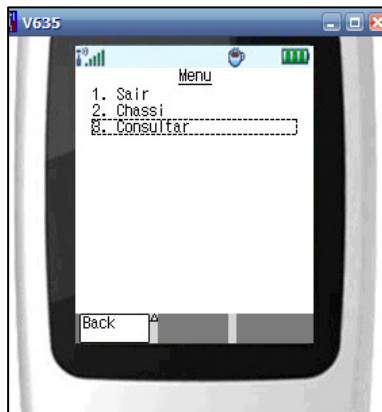 V635
Menu
1. Sair
2. Chassi
3. Consultar
Back